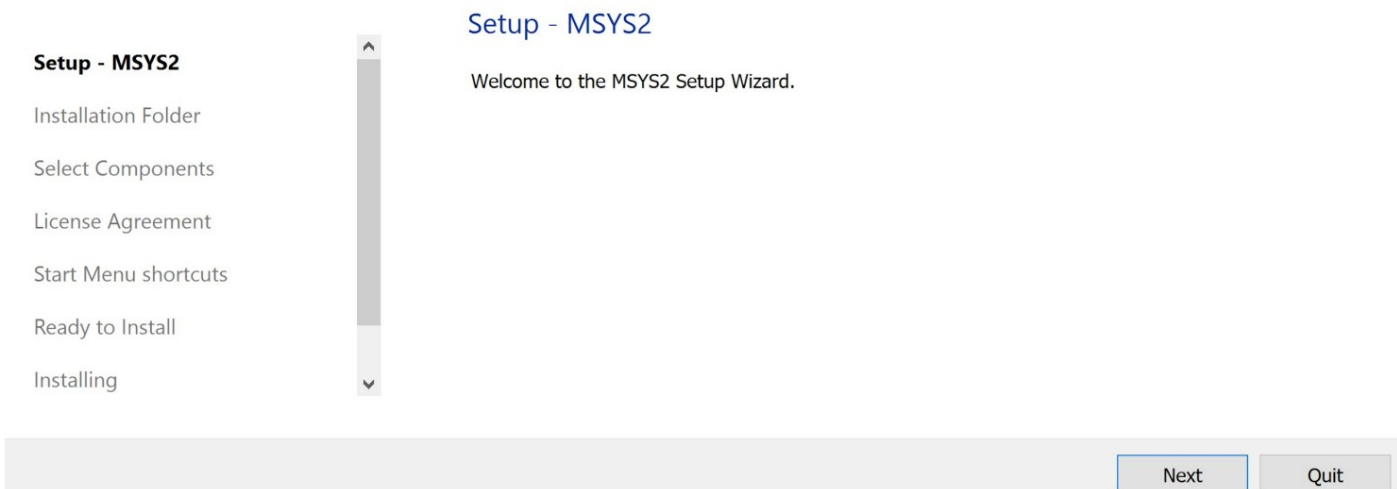 Setup - MSYS2
Setup - MSYS2
Installation Folder
Select Components
License Agreement
Start Menu shortcuts
Ready to Install
Installing
Welcome to the MSYS2 Setup Wizard.
Next
Quit